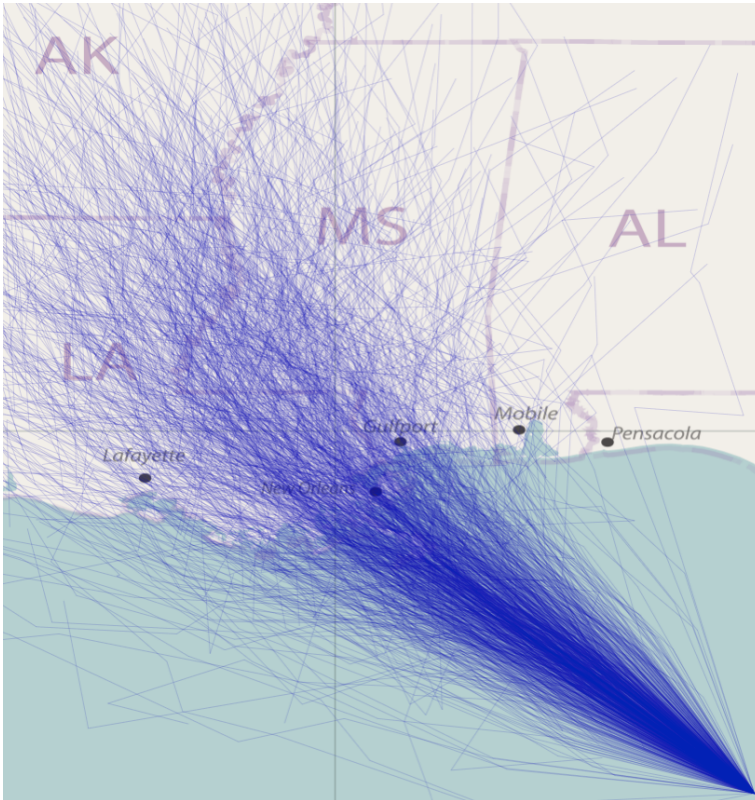 AK
MS
AL
LA
Gulfport
Mobile
Pensacola
Lafayette
New Orleans